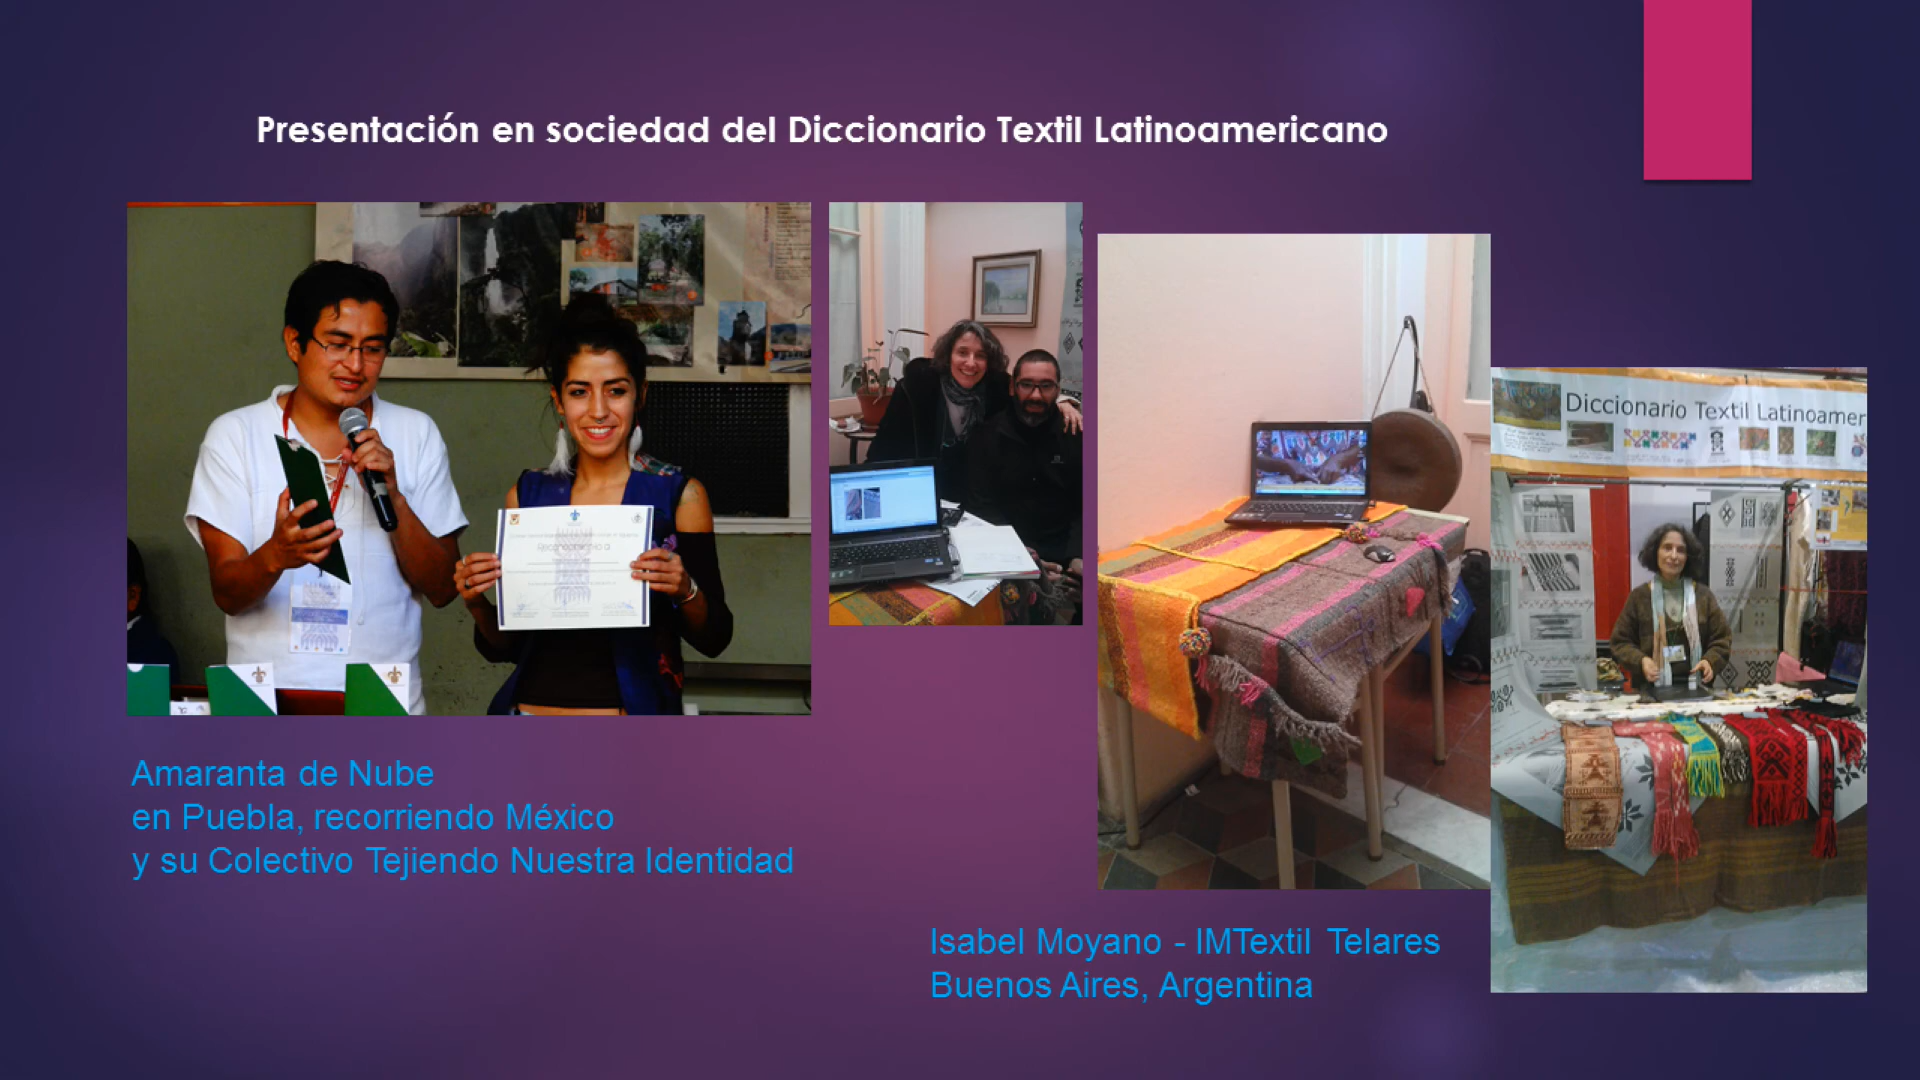 Presentación en sociedad del Diccionario Textil Latinoamericano
Reconocimiento a
Diccionario Textil Latinoamer
Amaranta de Nube
en Puebla, recorriendo México
y su Colectivo Tejiendo Nuestra Identidad
Isabel Moyano - IMTextil Telares
Buenos Aires, Argentina